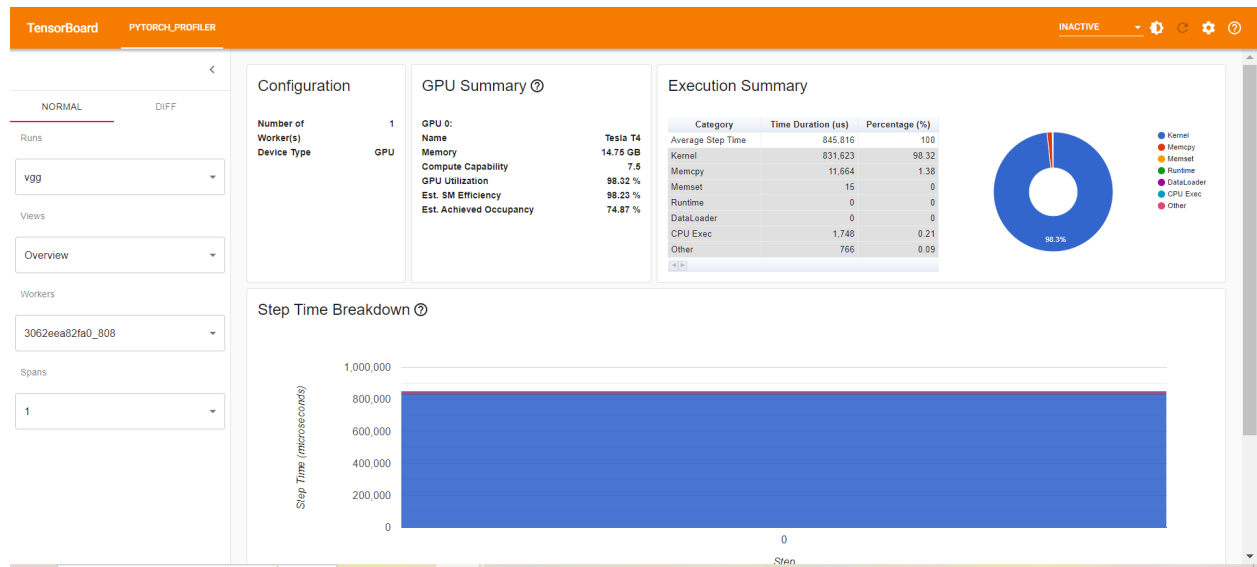 TensorBoard PYTORCH_PROFILER INACTIVE
NORMAL DIFF
Runs
vgg
Views
Overview
Workers
3062eea82fa0_808
Spans
1
Configuration
Number of Worker(s) 1
Device Type GPU
GPU Summary
GPU 0:
Name Tesla T4
Memory 14.75 GB
Compute Capability 7.5
GPU Utilization 98.32 %
Est. SM Efficiency 98.23 %
Est. Achieved Occupancy 74.87 %
Execution Summary
Category Time Duration (us) Percentage (%)
Average Step Time 845,816 100
Kernel 831,623 98.32
Memcpy 11,664 1.38
Memset 15 0
Runtime 0 0
DataLoader 0 0
CPU Exec 1,748 0.21
Other 766 0.09
98.3%
Kernel
Memcpy
Memset
Runtime
DataLoader
CPU Exec
Other
Step Time Breakdown
Step Time (microseconds)
1,000,000
800,000
600,000
400,000
200,000
0
0
Step